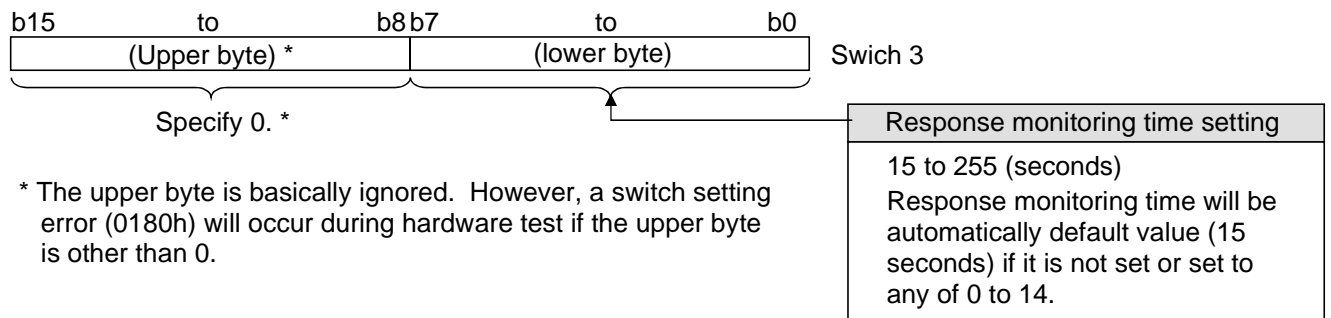 b15 to b8 b7 to b0
(Upper byte) * (lower byte) Swich 3
Specify 0. *
* The upper byte is basically ignored. However, a switch setting
error (0180h) will occur during hardware test if the upper byte
is other than 0.
Response monitoring time setting
15 to 255 (seconds)
Response monitoring time will be
automatically default value (15
seconds) if it is not set or set to
any of 0 to 14.